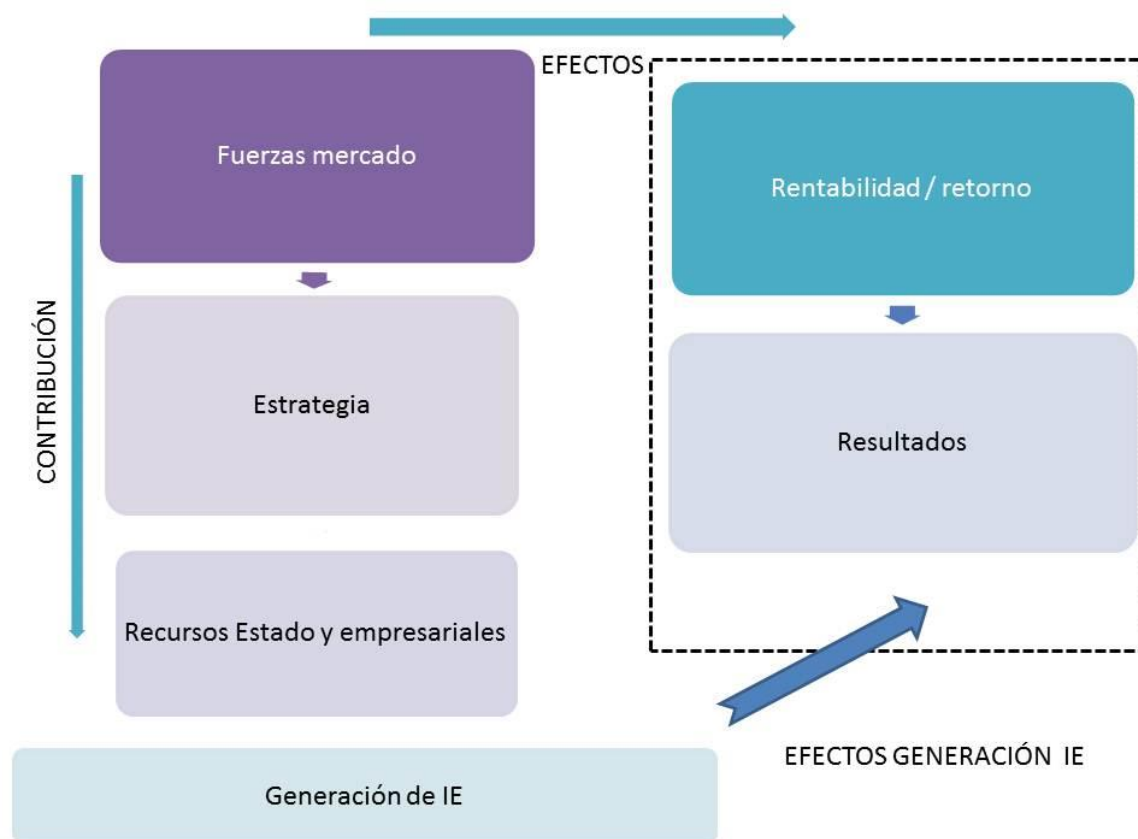 EFECTOS
Fuerzas mercado
Rentabilidad / retorno
CONTRIBUCIÓN
Estrategia
Resultados
Recursos Estado y empresariales
EFECTOS GENERACIÓN IE
Generación de IE